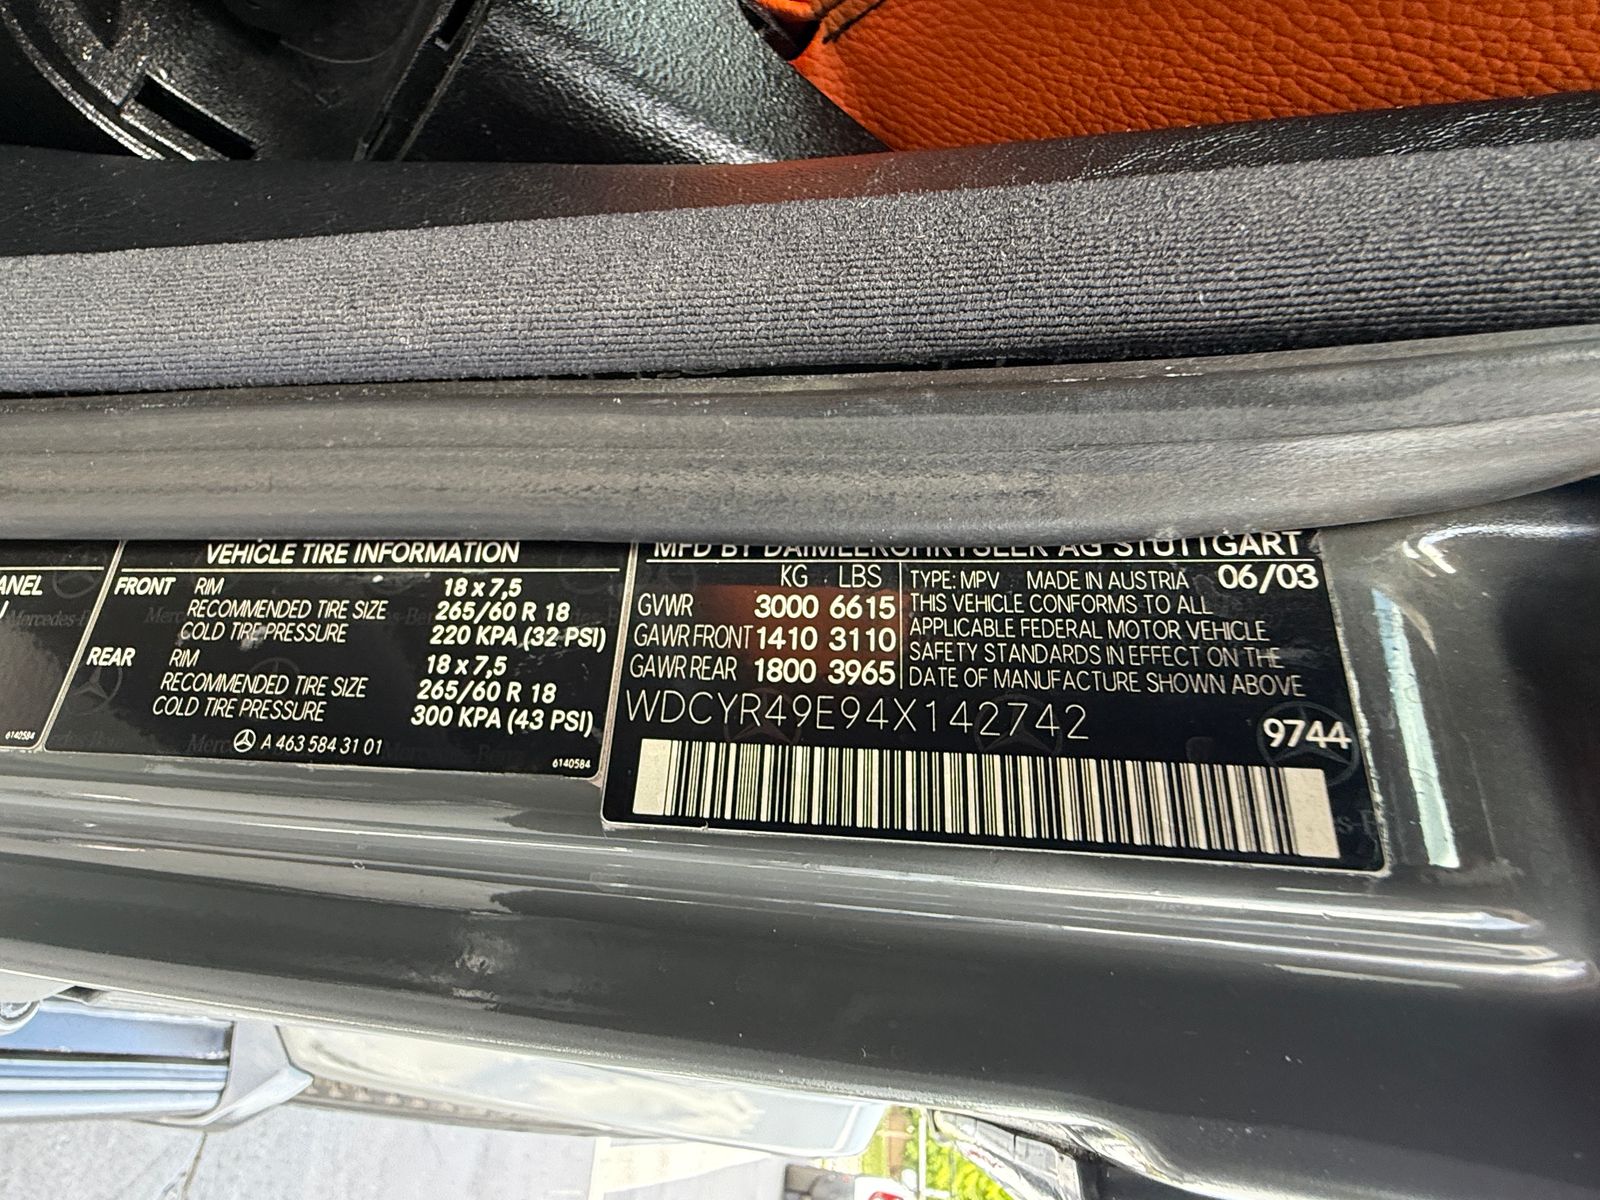 ANEL
6140584
VEHICLE TIRE INFORMATION
FRONT RIM 18 x 7,5
RECOMMENDED TIRE SIZE 265/60 R 18
COLD TIRE PRESSURE 220 KPA (32 PSI)
REAR RIM 18 x 7,5
RECOMMENDED TIRE SIZE 265/60 R 18
COLD TIRE PRESSURE 300 KPA (43 PSI)
A 463 584 31 01
6140584
MFD BY DAIMLERCHRYSLER AG STUTTGART
KG LBS
GVWR 3000 6615
GAWR FRONT 1410 3110
GAWR REAR 1800 3965
TYPE: MPV MADE IN AUSTRIA 06/03
THIS VEHICLE CONFORMS TO ALL
APPLICABLE FEDERAL MOTOR VEHICLE
SAFETY STANDARDS IN EFFECT ON THE
DATE OF MANUFACTURE SHOWN ABOVE
WDCYR49E94X142742
9744